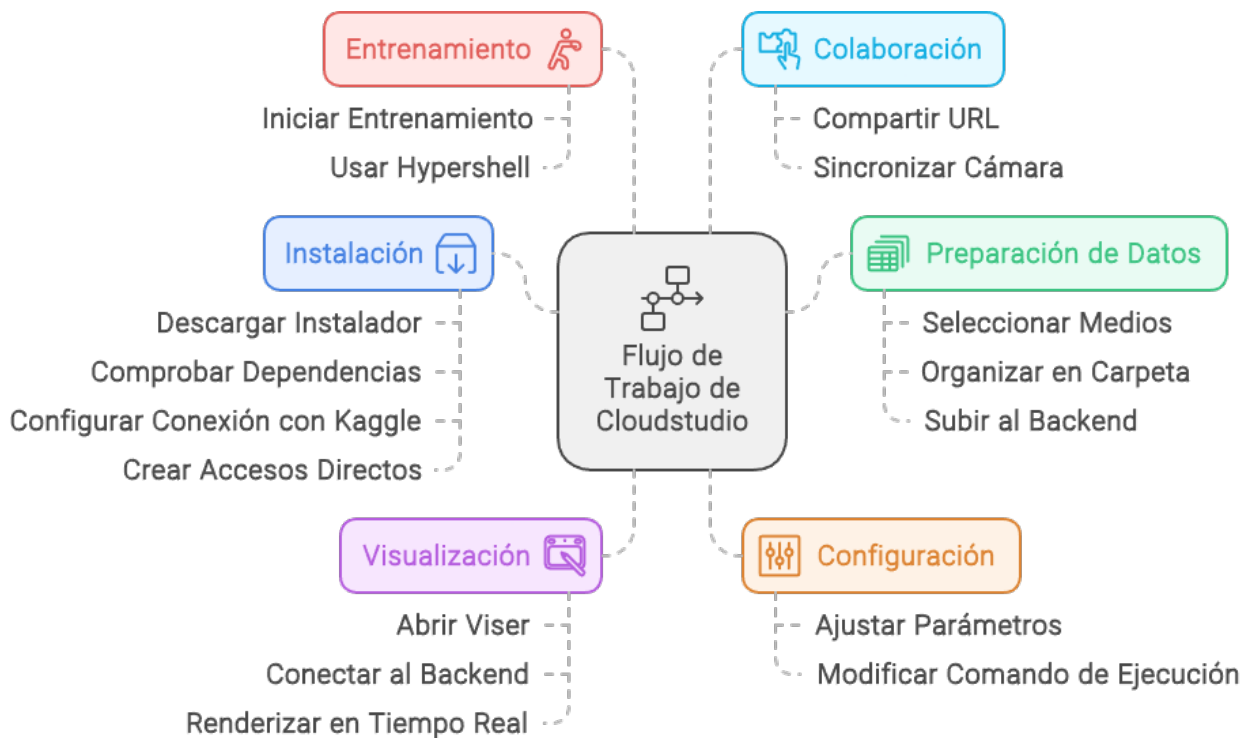 Entrenamiento
Iniciar Entrenamiento
Usar Hypershell
Colaboración
Compartir URL
Sincronizar Cámara
Instalación
Descargar Instalador
Comprobar Dependencias
Configurar Conexión con Kaggle
Crear Accesos Directos
Flujo de
Trabajo de
Cloudstudio
Preparación de Datos
Seleccionar Medios
Organizar en Carpeta
Subir al Backend
Visualización
Abrir Viser
Conectar al Backend
Renderizar en Tiempo Real
Configuración
Ajustar Parámetros
Modificar Comando de Ejecución